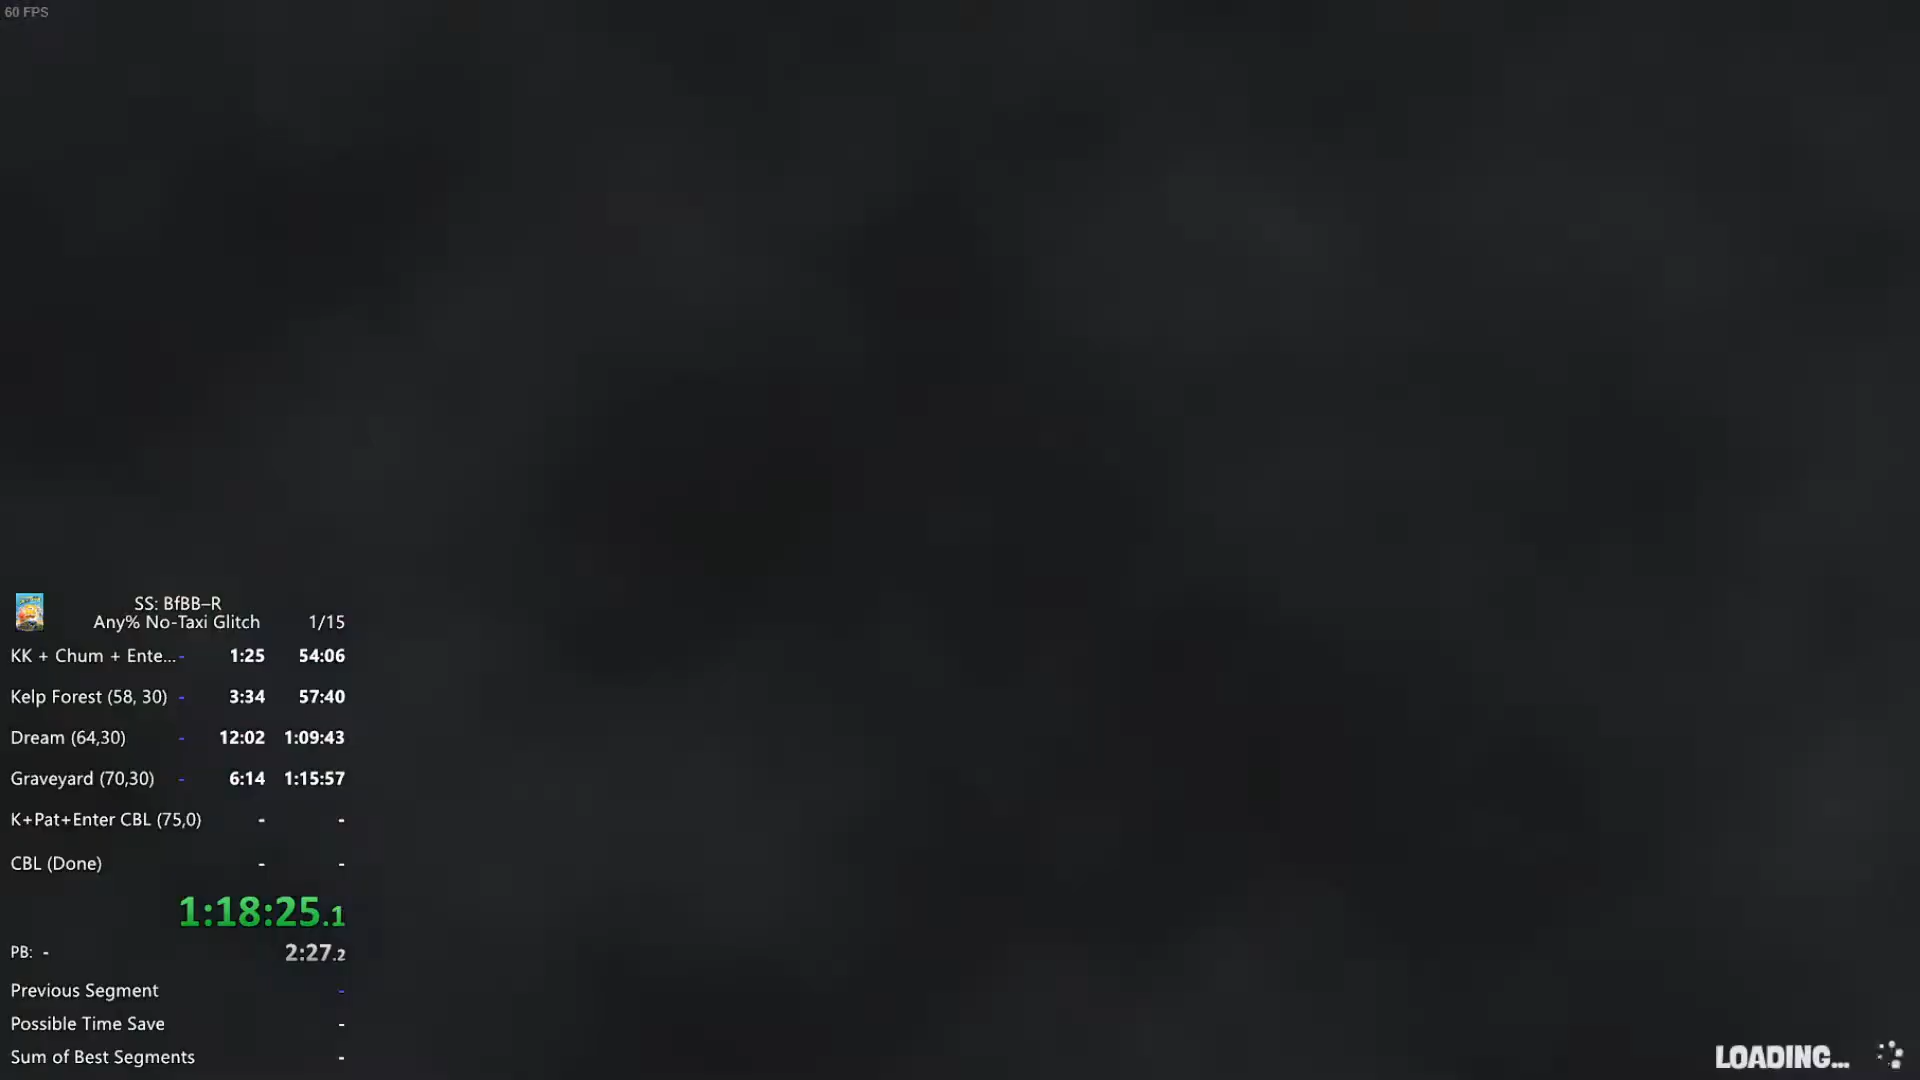 60 FPS
SS: BfBB–R
Any% No-Taxi Glitch 1/15
KK + Chum + Ente... - 1:25 54:06
Kelp Forest (58, 30) - 3:34 57:40
Dream (64,30) - 12:02 1:09:43
Graveyard (70,30) - 6:14 1:15:57
K+Pat+Enter CBL (75,0) - -
CBL (Done) - -
1:18:25.1
PB: - 2:27.2
Previous Segment -
Possible Time Save -
Sum of Best Segments -
LOADING...